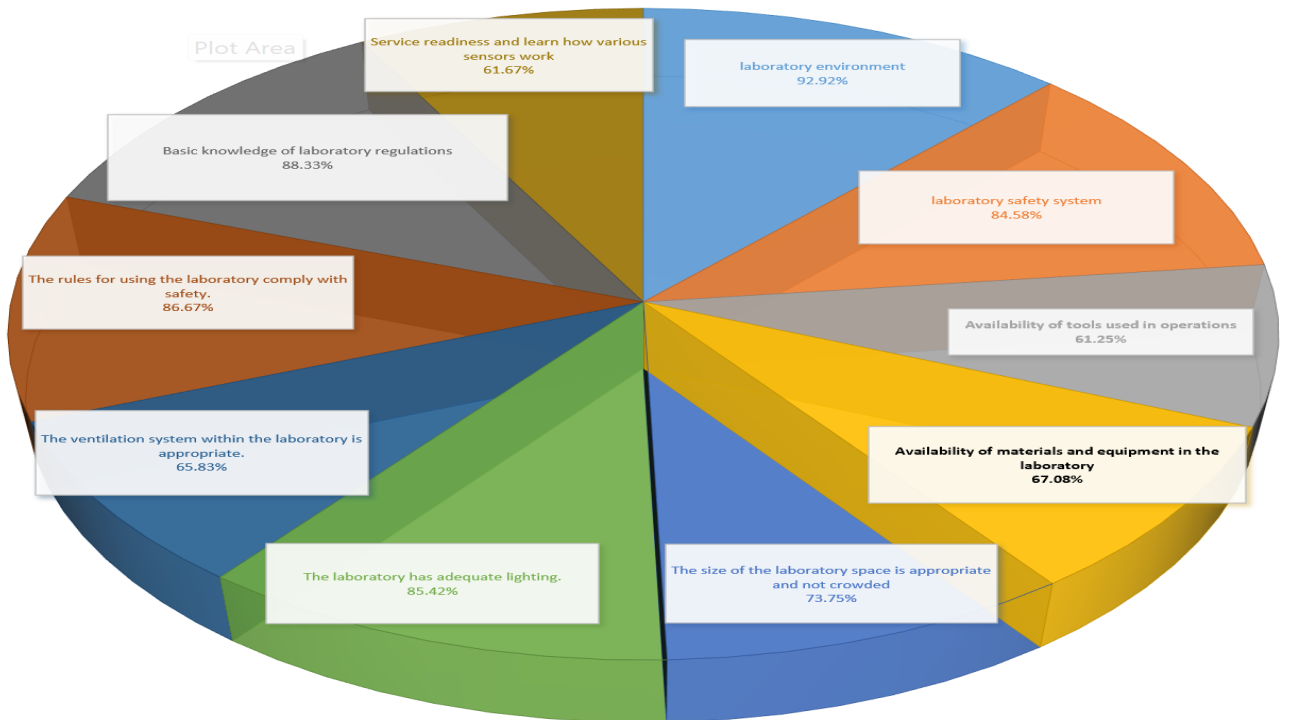 Plot Area
Service readiness and learn how various
sensors work
61.67%
laboratory environment
92.92%
Basic knowledge of laboratory regulations
88.33%
laboratory safety system
84.58%
The rules for using the laboratory comply with
safety.
86.67%
Availability of tools used in operations
61.25%
The ventilation system within the laboratory is
appropriate.
65.83%
Availability of materials and equipment in the
laboratory
67.08%
The laboratory has adequate lighting.
85.42%
The size of the laboratory space is appropriate
and not crowded
73.75%